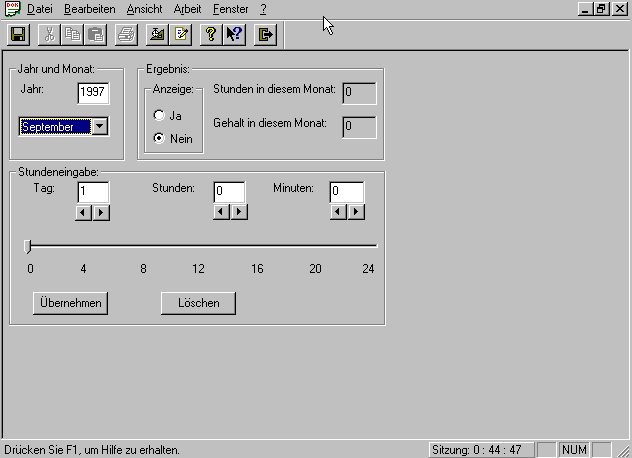 Datei Bearbeiten Ansicht Arbeit Fenster ?
Jahr und Monat:
Jahr: 1997
September
Ergebnis:
Anzeige:
Ja
Nein
Stunden in diesem Monat: 0
Gehalt in diesem Monat: 0
Stundeneingabe:
Tag: 1 Stunden: 0 Minuten: 0
0 4 8 12 16 20 24
Übernehmen Löschen
Drücken Sie F1, um Hilfe zu erhalten. Sitzung: 0 : 44 : 47 NUM